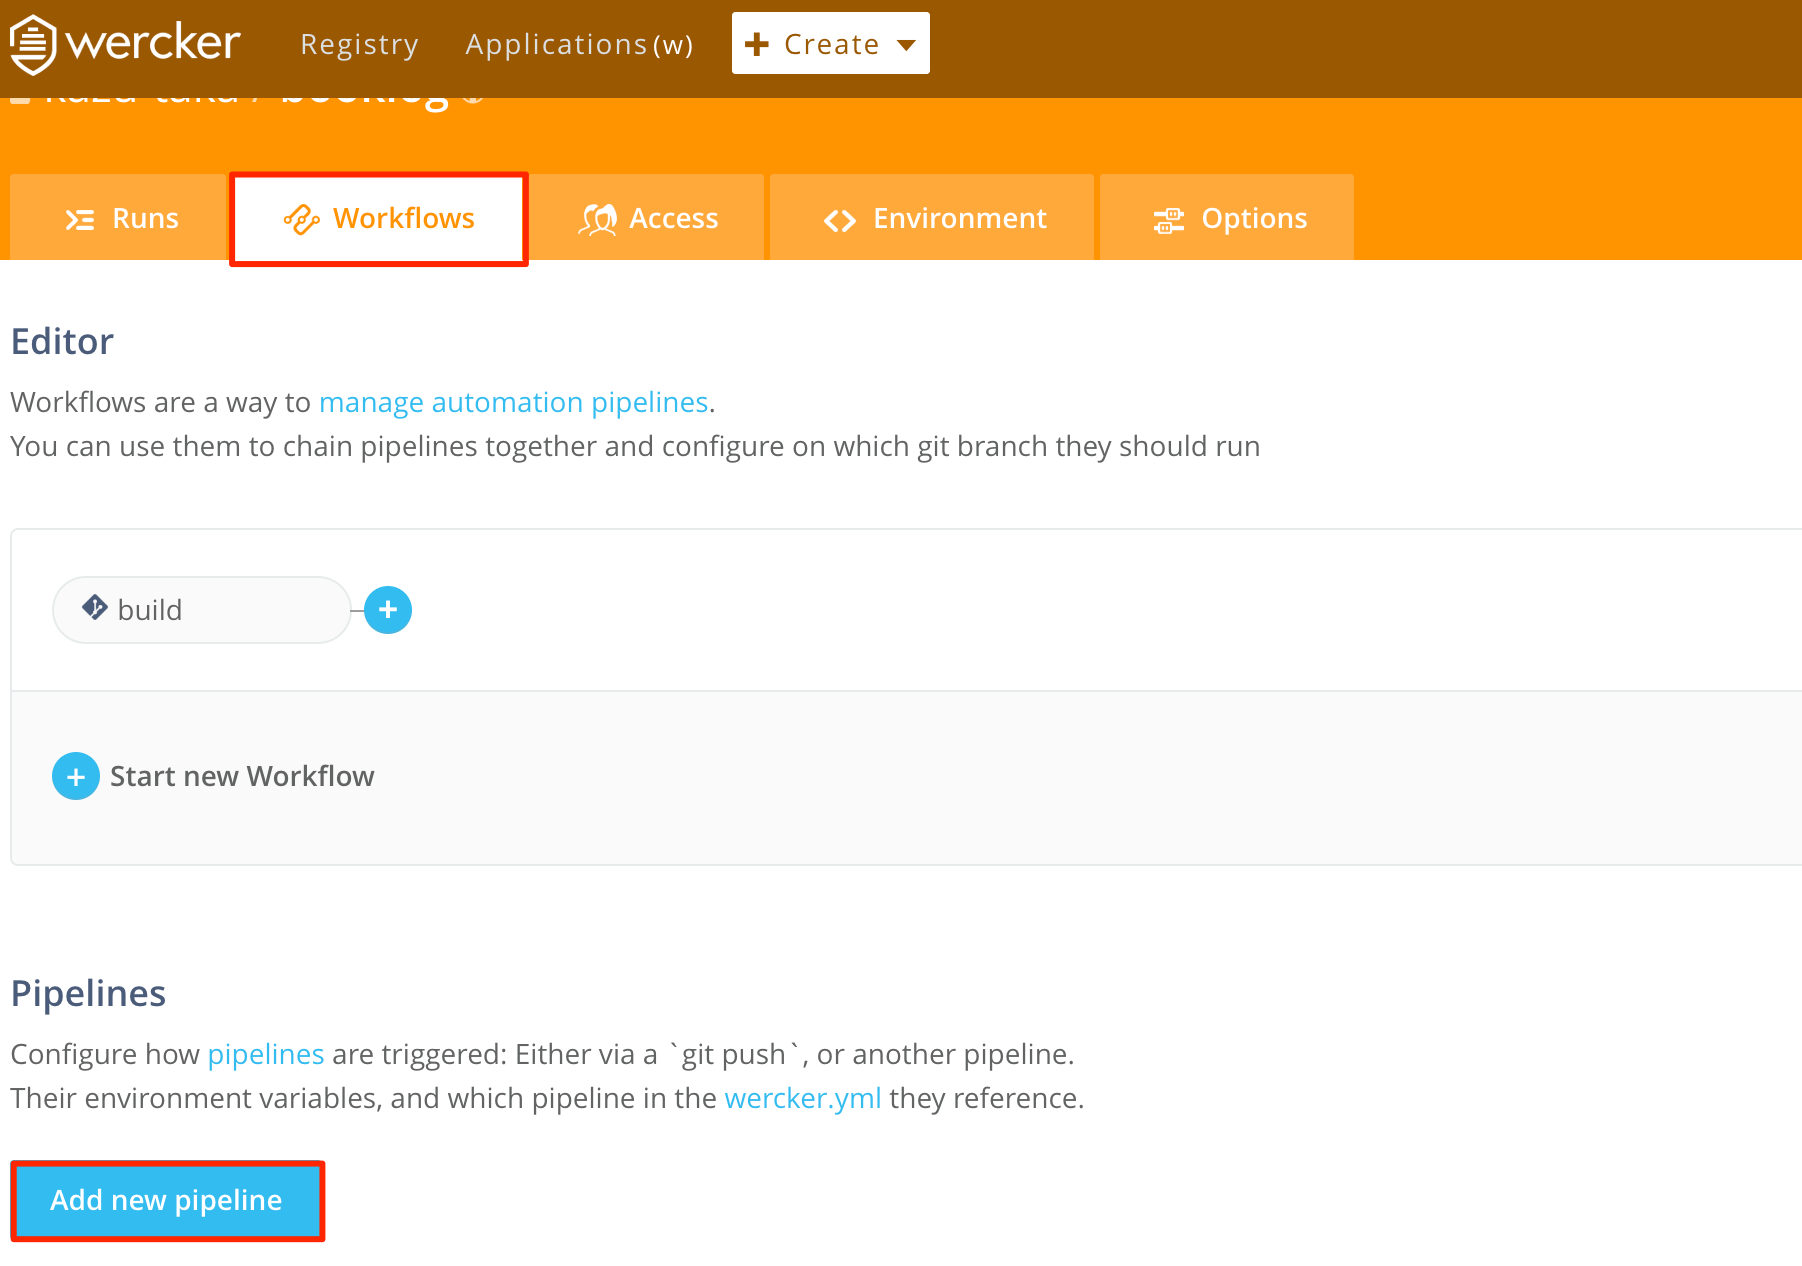 wercker Registry Applications (w) + Create
kazu-taka / booklog
Runs Workflows Access Environment Options
Editor
Workflows are a way to manage automation pipelines.
You can use them to chain pipelines together and configure on which git branch they should run
build +
+ Start new Workflow
Pipelines
Configure how pipelines are triggered: Either via a `git push`, or another pipeline.
Their environment variables, and which pipeline in the wercker.yml they reference.
Add new pipeline